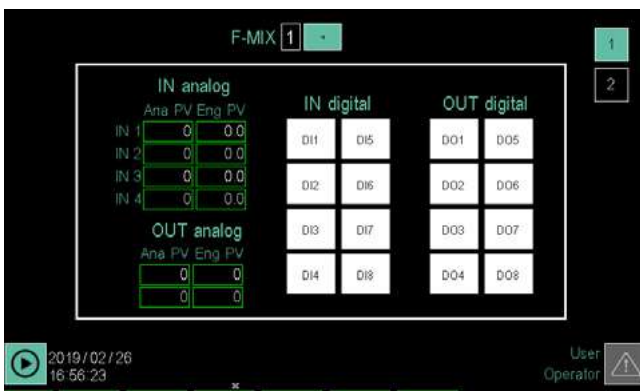 F-MIX 1
1
2
IN analog
Ana PV Eng PV
IN 1 0 0.0
IN 2 0 0.0
IN 3 0 0.0
IN 4 0 0.0
OUT analog
Ana PV Eng PV
0 0
0 0
IN digital
DI1 DI5
DI2 DI6
DI3 DI7
DI4 DI8
OUT digital
DO1 DO5
DO2 DO6
DO3 DO7
DO4 DO8
2019/02/26
16:56:23
User
Operator